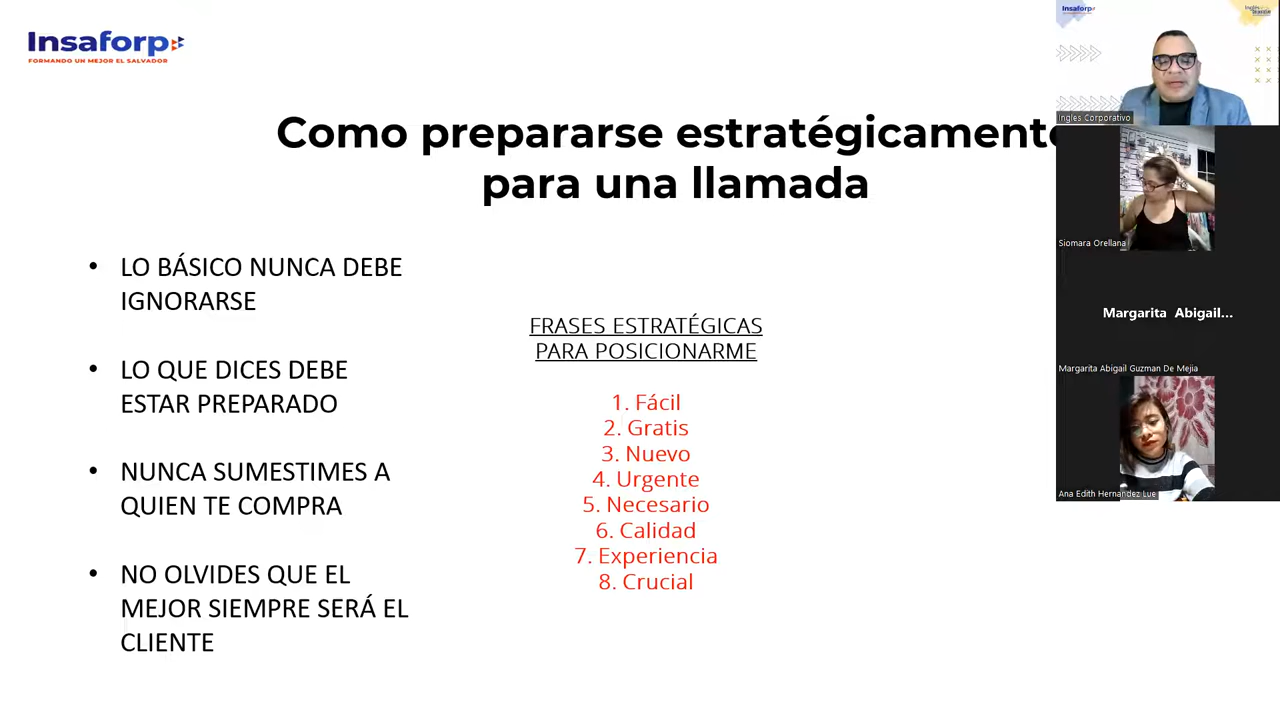 Insaforp
FORMANDO UN MEJOR EL SALVADOR
Como prepararse estratégicamente
para una llamada
• LO BÁSICO NUNCA DEBE
IGNORARSE
• LO QUE DICES DEBE
ESTAR PREPARADO
• NUNCA SUMESTIMES A
QUIEN TE COMPRA
• NO OLVIDES QUE EL
MEJOR SIEMPRE SERÁ EL
CLIENTE
FRASES ESTRATÉGICAS
PARA POSICIONARME
1. Fácil
2. Gratis
3. Nuevo
4. Urgente
5. Necesario
6. Calidad
7. Experiencia
8. Crucial
Insaforp
Ingles Corporativo
Siomara Orellana
Margarita Abigail...
Margarita Abigail Guzman De Mejia
Ana Edith Hernandez Lue